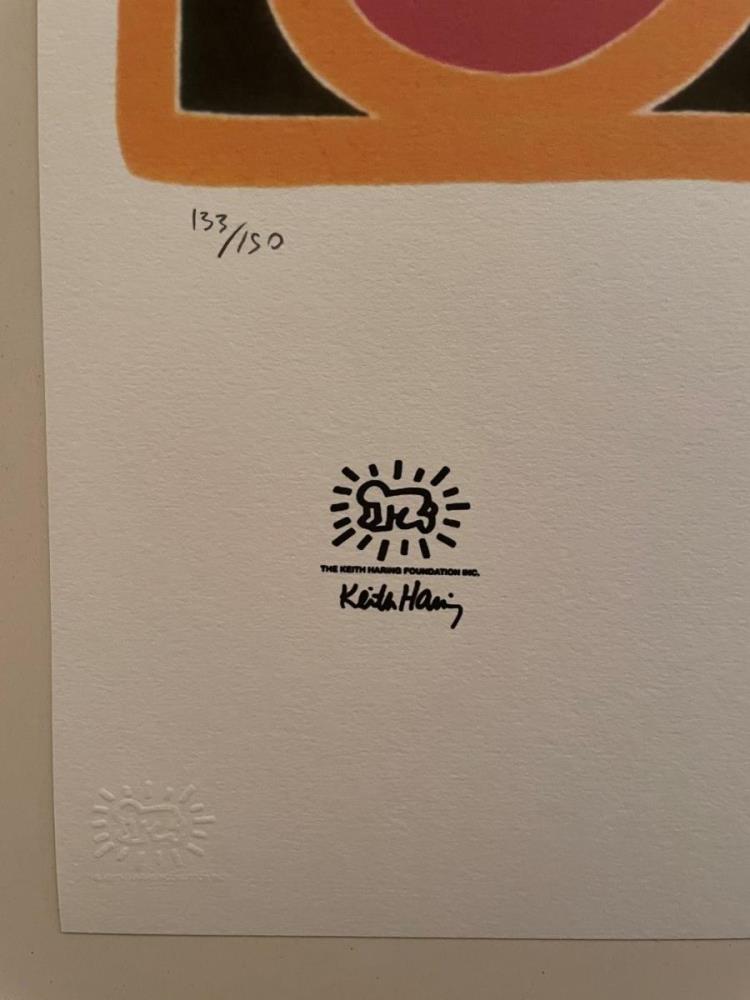 133/150
THE KEITH HARING FOUNDATION INC.
Keith Haring